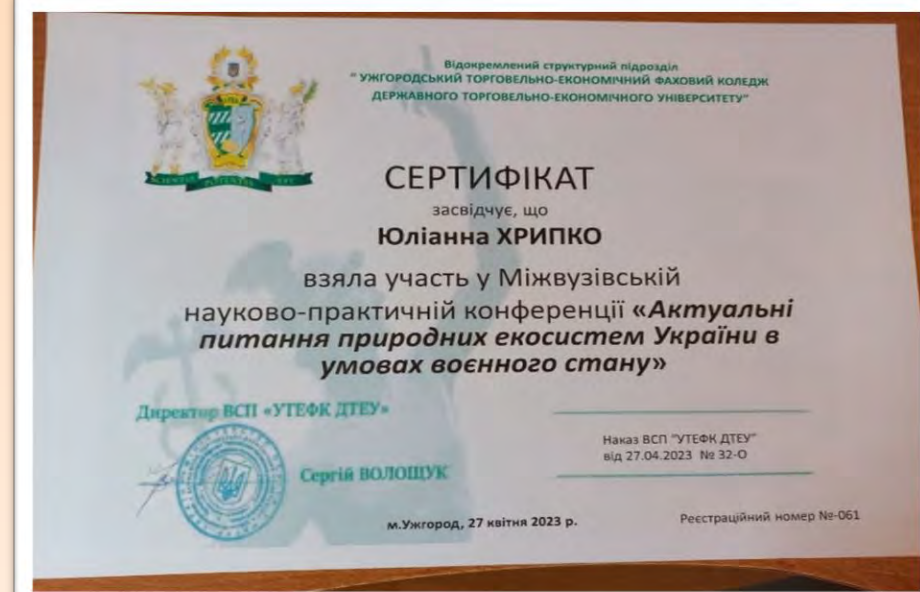 Відокремлений структурний підрозділ
"УЖГОРОДСЬКИЙ ТОРГОВЕЛЬНО-ЕКОНОМІЧНИЙ ФАХОВИЙ КОЛЕДЖ
ДЕРЖАВНОГО ТОРГОВЕЛЬНО-ЕКОНОМІЧНОГО УНІВЕРСИТЕТУ"
СЕРТИФІКАТ
засвідчує, що
Юліанна ХРИПКО
взяла участь у Міжвузівській
науково-практичній конференції «Актуальні
питання природних екосистем України в
умовах воєнного стану»
Директор ВСП «УТЕФК ДТЕУ»
Сергій ВОЛОЩУК
Наказ ВСП "УТЕФК ДТЕУ"
від 27.04.2023 № 32-О
м.Ужгород, 27 квітня 2023 р.
Реєстраційний номер №-061